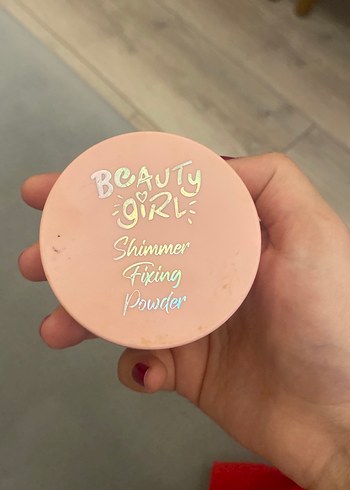 BEAUTY
GiRL
Shimmer
Fixing
Powder